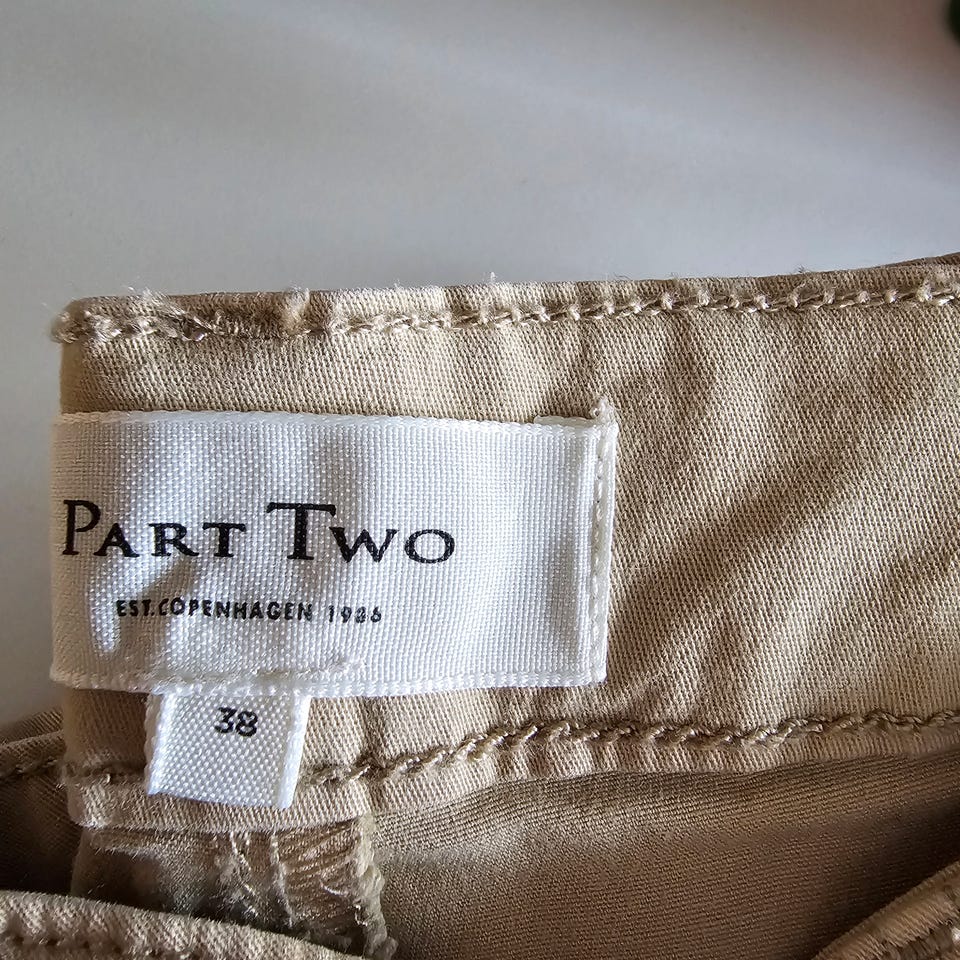 PART TWO
EST. COPENHAGEN 1986
38